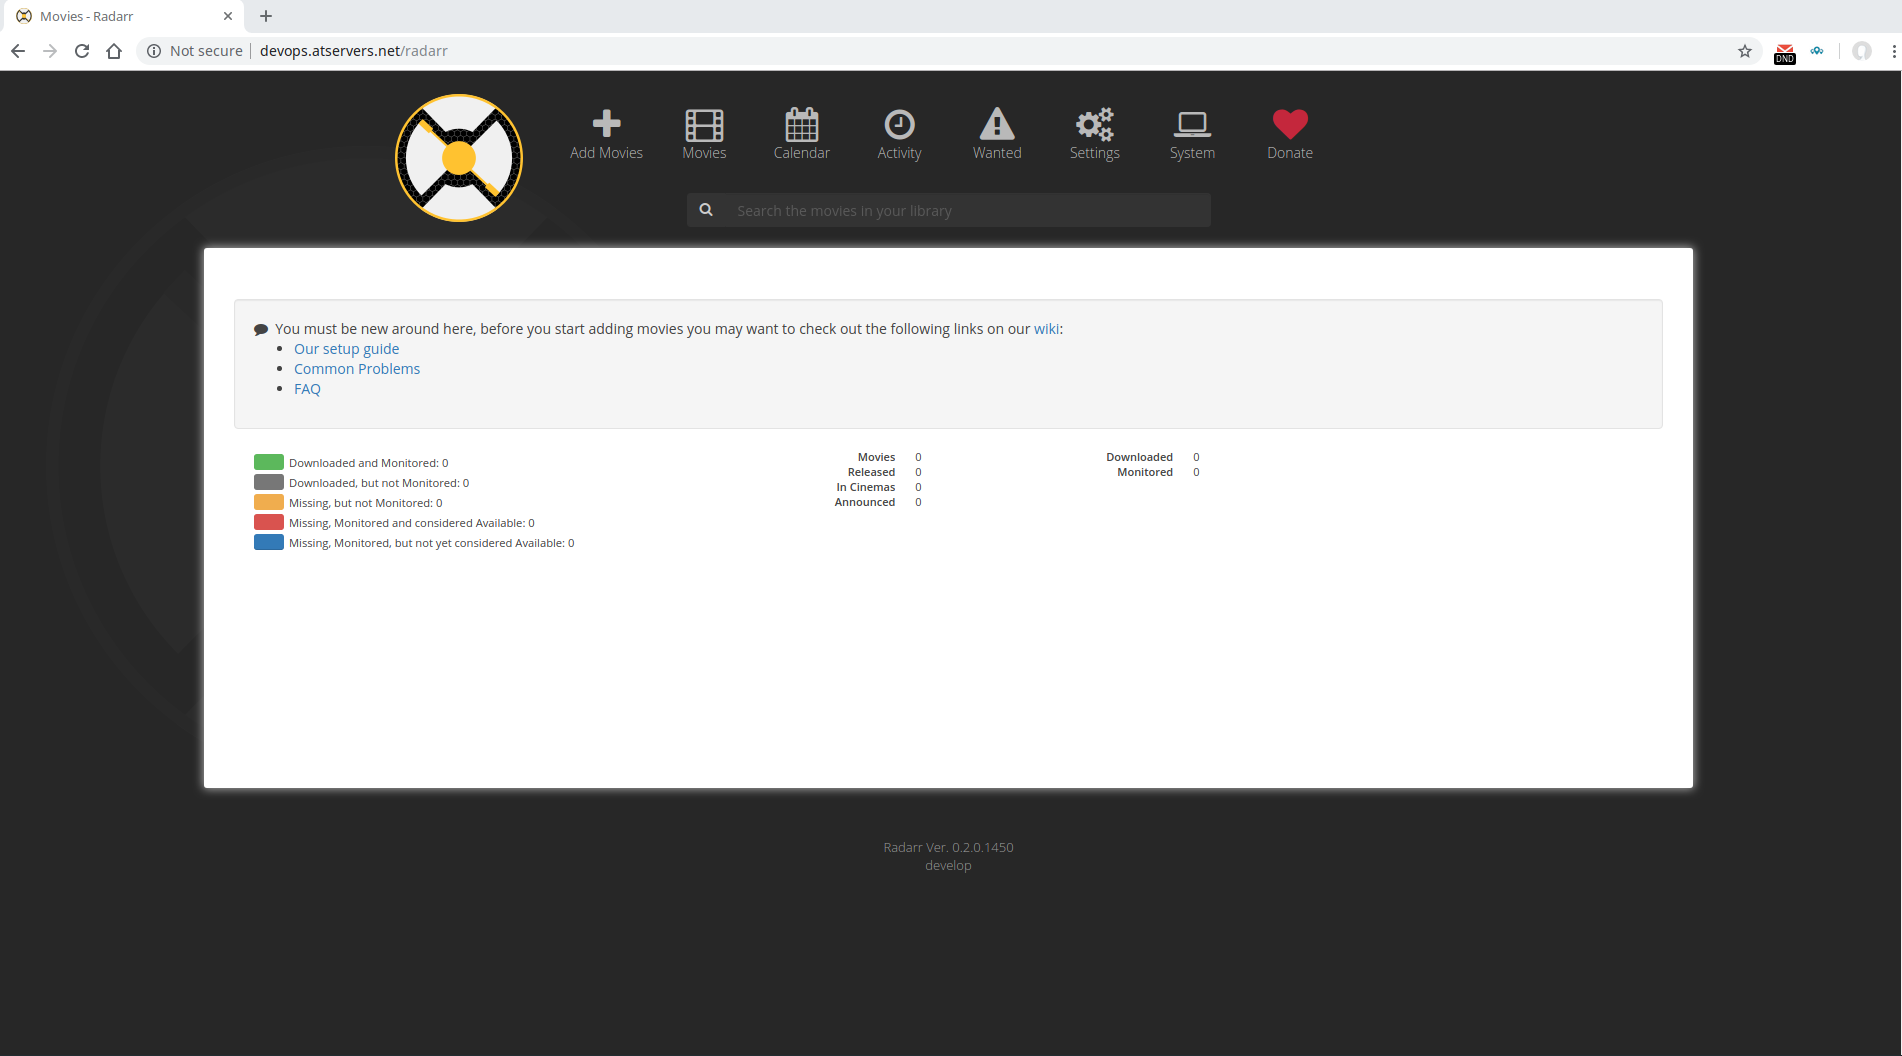 Movies - Radarr
Not secure devops.atservers.net/radarr
DND
Add Movies Movies Calendar Activity Wanted Settings System Donate
Search the movies in your library
You must be new around here, before you start adding movies you may want to check out the following links on our wiki:
Our setup guide
Common Problems
FAQ
Downloaded and Monitored: 0
Downloaded, but not Monitored: 0
Missing, but not Monitored: 0
Missing, Monitored and considered Available: 0
Missing, Monitored, but not yet considered Available: 0
Movies 0
Released 0
In Cinemas 0
Announced 0
Downloaded 0
Monitored 0
Radarr Ver. 0.2.0.1450
develop